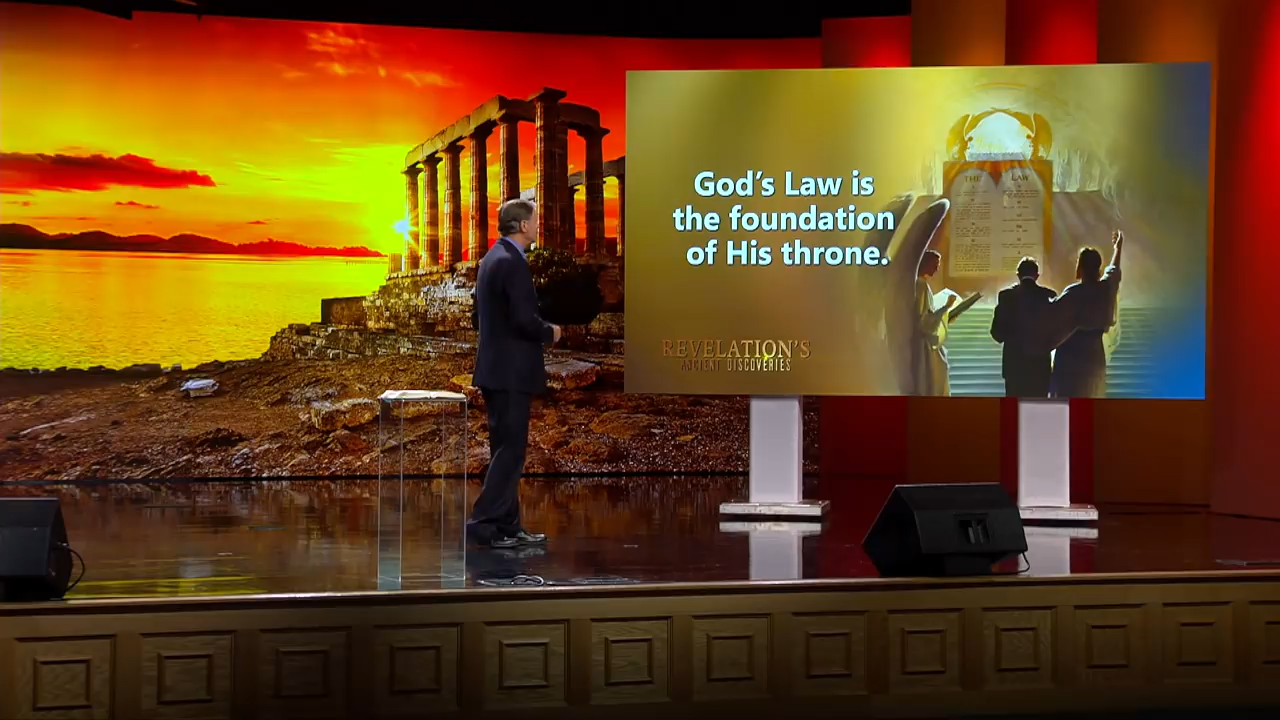 God's Law is
the foundation
of His throne.
THE LAW
REVELATION'S
ANCIENT DISCOVERIES